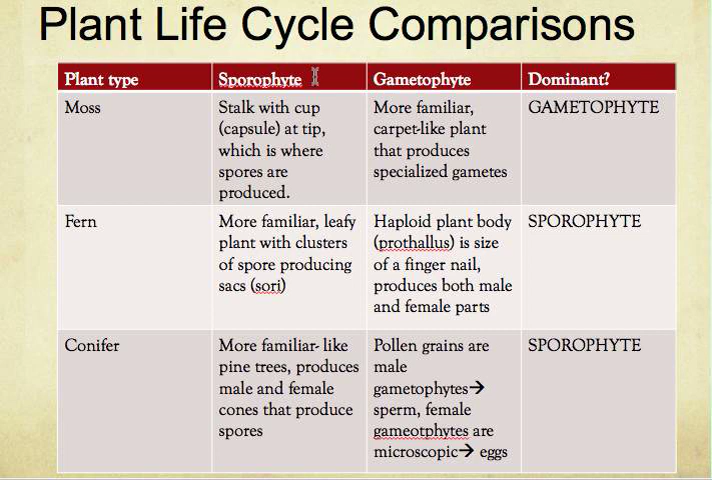 Plant Life Cycle Comparisons
Plant type Sporophyte Gametophyte Dominant?
Moss
Stalk with cup
(capsule) at tip,
which is where
spores are
produced.
More familiar,
carpet-like plant
that produces
specialized gametes
GAMETOPHYTE
Fern
More familiar, leafy
plant with clusters
of spore producing
sacs (sori)
Haploid plant body
(prothallus) is size
of a finger nail,
produces both male
and female parts
SPOROPHYTE
Conifer
More familiar- like
pine trees, produces
male and female
cones that produce
spores
Pollen grains are
male
gametophytes→
sperm, female
gameotphytes are
microscopic→ eggs
SPOROPHYTE